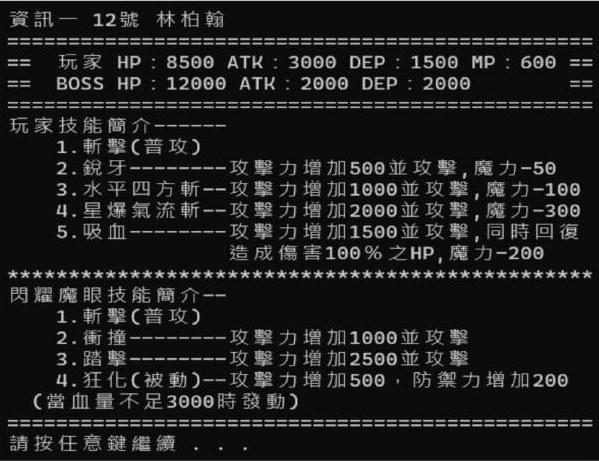 資訊一 12號 林柏翰
==================================================
== 玩家 HP：8500 ATK：3000 DEP：1500 MP：600 ==
== BOSS HP：12000 ATK：2000 DEP：2000 ==
==================================================
玩家技能簡介------
1.斬擊(普攻)
2.銳牙--------攻擊力增加500並攻擊,魔力-50
3.水平四方斬--攻擊力增加1000並攻擊,魔力-100
4.星爆氣流斬--攻擊力增加2000並攻擊,魔力-300
5.吸血--------攻擊力增加1500並攻擊,同時回復
造成傷害100％之HP,魔力-200
**************************************************
閃耀魔眼技能簡介--
1.斬擊(普攻)
2.衝撞--------攻擊力增加1000並攻擊
3.踏擊--------攻擊力增加2500並攻擊
4.狂化(被動)--攻擊力增加500，防禦力增加200
(當血量不足3000時發動)
==================================================
請按任意鍵繼續 . . .